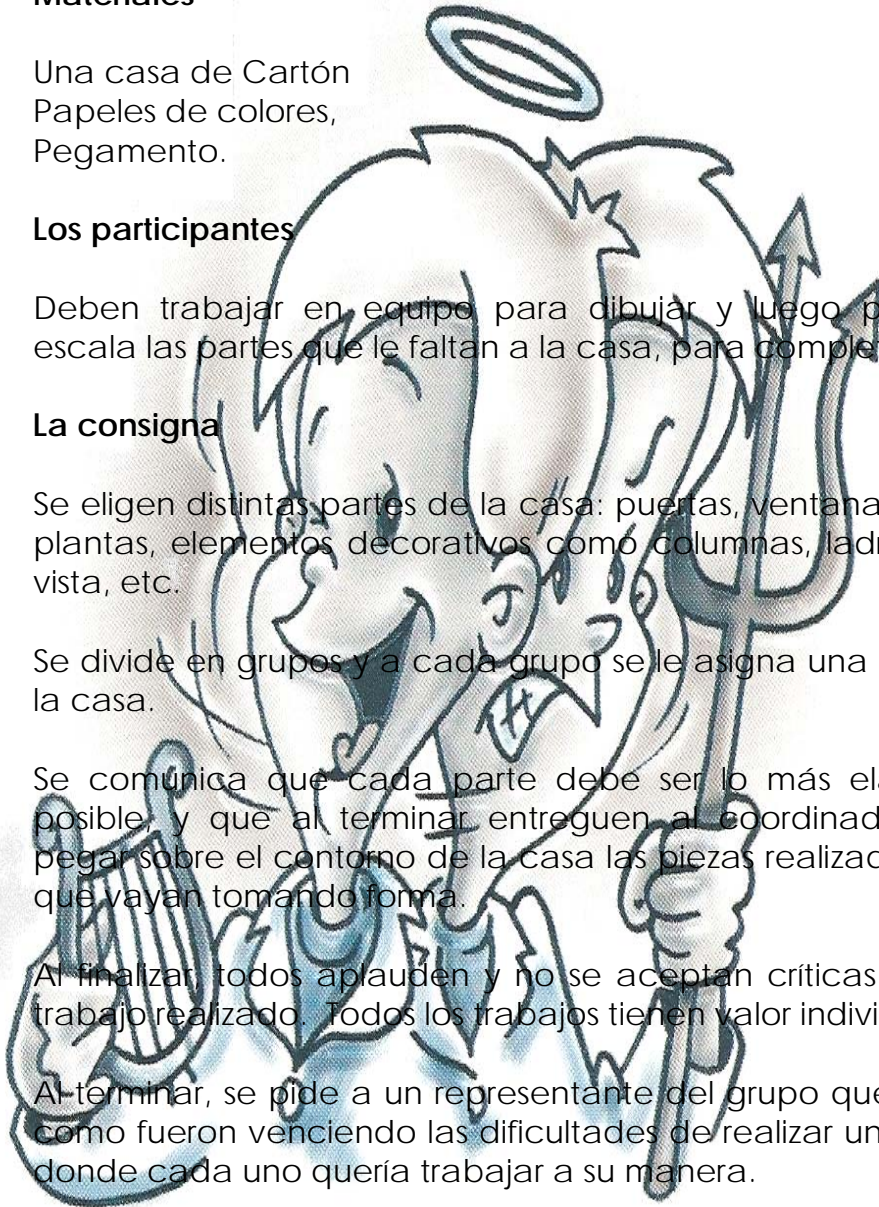 Materiales
Una casa de Cartón
Papeles de colores,
Pegamento.
Los participantes
Deben trabajar en equipo para dibujar y luego p
escala las partes que le faltan a la casa, para comple
La consigna
Se eligen distintas partes de la casa: puertas, ventana
plantas, elementos decorativos como columnas, ladr
vista, etc.
Se divide en grupos y a cada grupo se le asigna una
la casa.
Se comunica que cada parte debe ser lo más el
posible, y que al terminar entreguen al coordinad
pegar sobre el contorno de la casa las piezas realizad
que vayan tomando forma.
Al finalizar, todos aplauden y no se aceptan críticas
trabajo realizado. Todos los trabajos tienen valor indivi
Al terminar, se pide a un representante del grupo que
como fueron venciendo las dificultades de realizar un
donde cada uno quería trabajar a su manera.